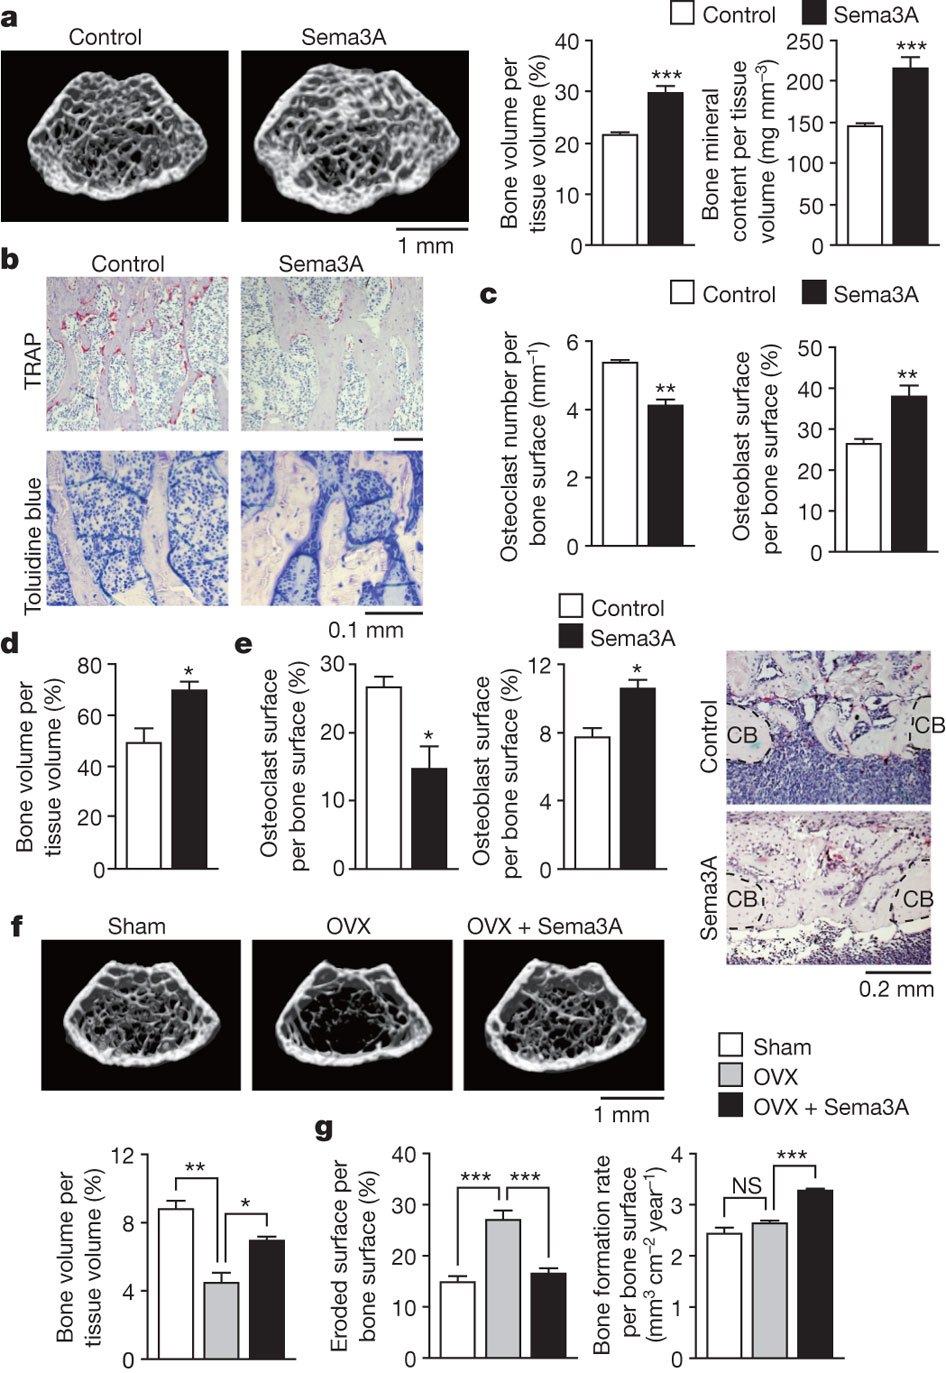 a
Control
Sema3A
1 mm
Control
Sema3A
Bone volume per
tissue volume (%)
40
30
20
10
0
***
Bone mineral
content per tissue
volume (mg mm–3)
250
200
150
100
50
0
***
b
Control
Sema3A
TRAP
Toluidine blue
0.1 mm
c
Control
Sema3A
Osteoclast number per
bone surface (mm–1)
6
4
2
0
**
Osteoblast surface
per bone surface (%)
50
40
30
20
10
0
**
d
Bone volume per
tissue volume (%)
80
60
40
20
0
*
e
Control
Sema3A
Osteoclast surface
per bone surface (%)
30
20
10
0
*
Osteoblast surface
per bone surface (%)
12
8
4
0
*
Control
CB
CB
Sema3A
CB
CB
0.2 mm
f
Sham
OVX
OVX + Sema3A
1 mm
Sham
OVX
OVX + Sema3A
Bone volume per
tissue volume (%)
12
8
4
0
**
*
g
Eroded surface per
bone surface (%)
40
30
20
10
0
***
***
Bone formation rate
per bone surface
(mm3 cm–2 year–1)
4
3
2
1
0
NS
***